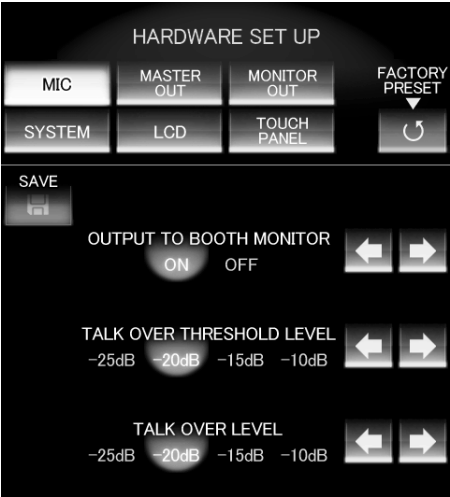 HARDWARE SET UP
MIC
MASTER
OUT
MONITOR
OUT
FACTORY
PRESET
SYSTEM
LCD
TOUCH
PANEL
SAVE
OUTPUT TO BOOTH MONITOR
ON OFF
TALK OVER THRESHOLD LEVEL
-25dB -20dB -15dB -10dB
TALK OVER LEVEL
-25dB -20dB -15dB -10dB